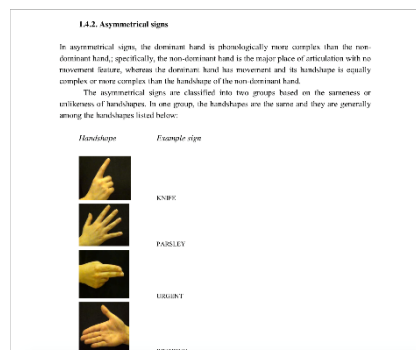 1.4.2. Asymmetrical signs
In asymmetrical signs, the dominant hand is phonologically more complex than the non-
dominant hand,; specifically, the non-dominant hand is the major place of articulation with no
movement feature, whereas the dominant hand has movement and its handshape is equally
complex or more complex than the handshape of the non-dominant hand.
The asymmetrical signs are classified into two groups based on the sameness or
unlikeness of handshapes. In one group, the handshapes are the same and they are generally
among the handshapes listed below:
Handshape Example sign
KNIFE
PARSLEY
URGENT